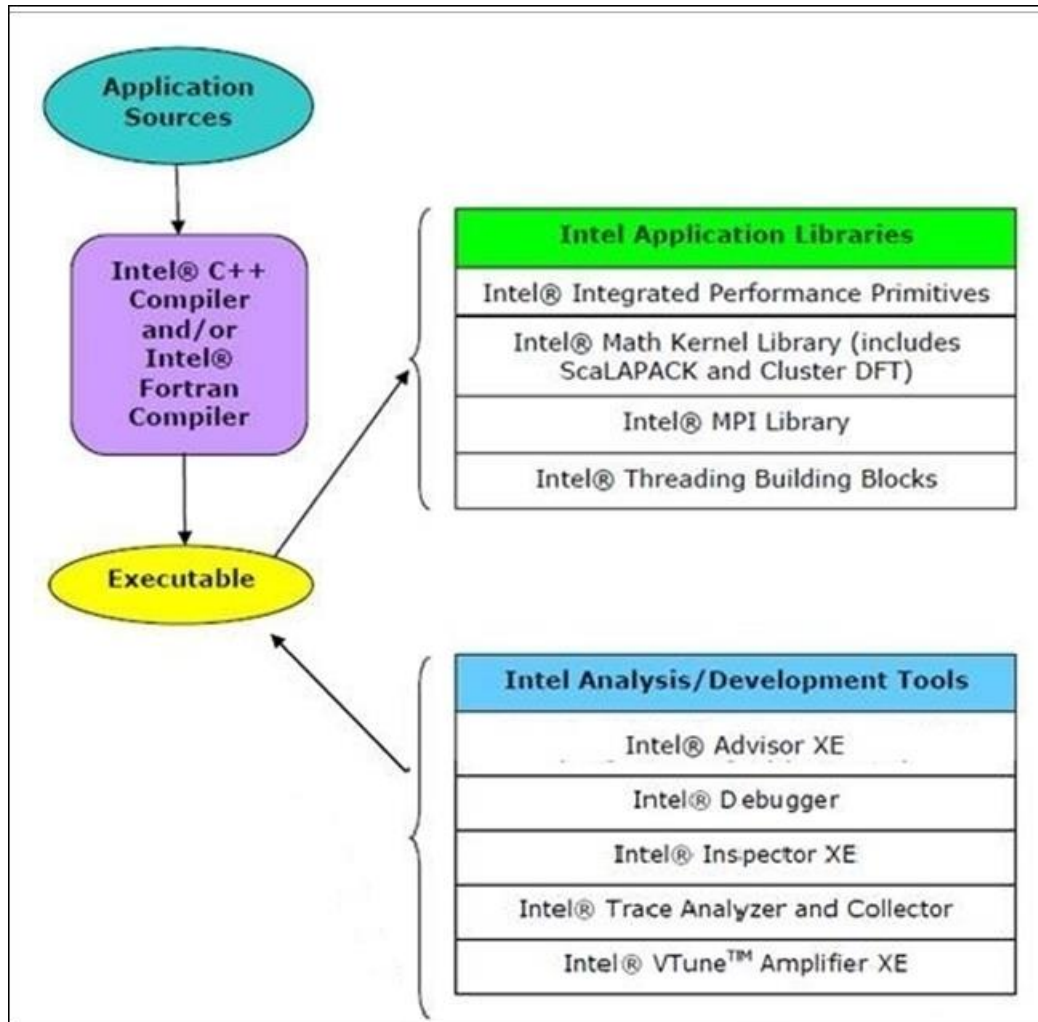 Application
Sources
Intel® C++
Compiler
and/or
Intel®
Fortran
Compiler
Executable
Intel Application Libraries
Intel® Integrated Performance Primitives
Intel® Math Kernel Library (includes
ScaLAPACK and Cluster DFT)
Intel® MPI Library
Intel® Threading Building Blocks
Intel Analysis/Development Tools
Intel® Advisor XE
Intel® Debugger
Intel® Inspector XE
Intel® Trace Analyzer and Collector
Intel® VTune™ Amplifier XE